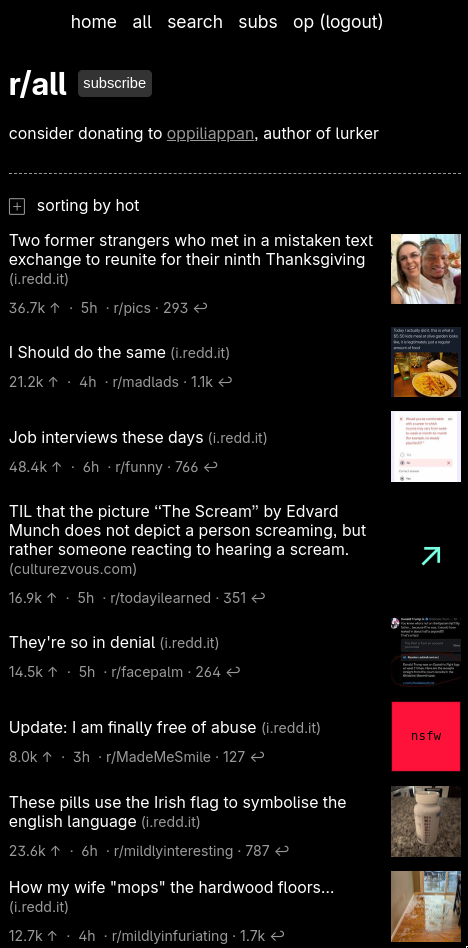 home all search subs op (logout)
r/all subscribe
consider donating to oppiliappan, author of lurker
sorting by hot
Two former strangers who met in a mistaken text
exchange to reunite for their ninth Thanksgiving
(i.redd.it)
36.7k ↑ · 5h · r/pics · 293 ↩
I Should do the same (i.redd.it)
21.2k ↑ · 4h · r/madlads · 1.1k ↩
Job interviews these days (i.redd.it)
48.4k ↑ · 6h · r/funny · 766 ↩
TIL that the picture “The Scream” by Edvard
Munch does not depict a person screaming, but
rather someone reacting to hearing a scream.
(culturezvous.com)
16.9k ↑ · 5h · r/todayilearned · 351 ↩
They're so in denial (i.redd.it)
14.5k ↑ · 5h · r/facepalm · 264 ↩
Update: I am finally free of abuse (i.redd.it)
nsfw
8.0k ↑ · 3h · r/MadeMeSmile · 127 ↩
These pills use the Irish flag to symbolise the
english language (i.redd.it)
23.6k ↑ · 6h · r/mildlyinteresting · 787 ↩
How my wife "mops" the hardwood floors...
(i.redd.it)
12.7k ↑ · 4h · r/mildlyinfuriating · 1.7k ↩